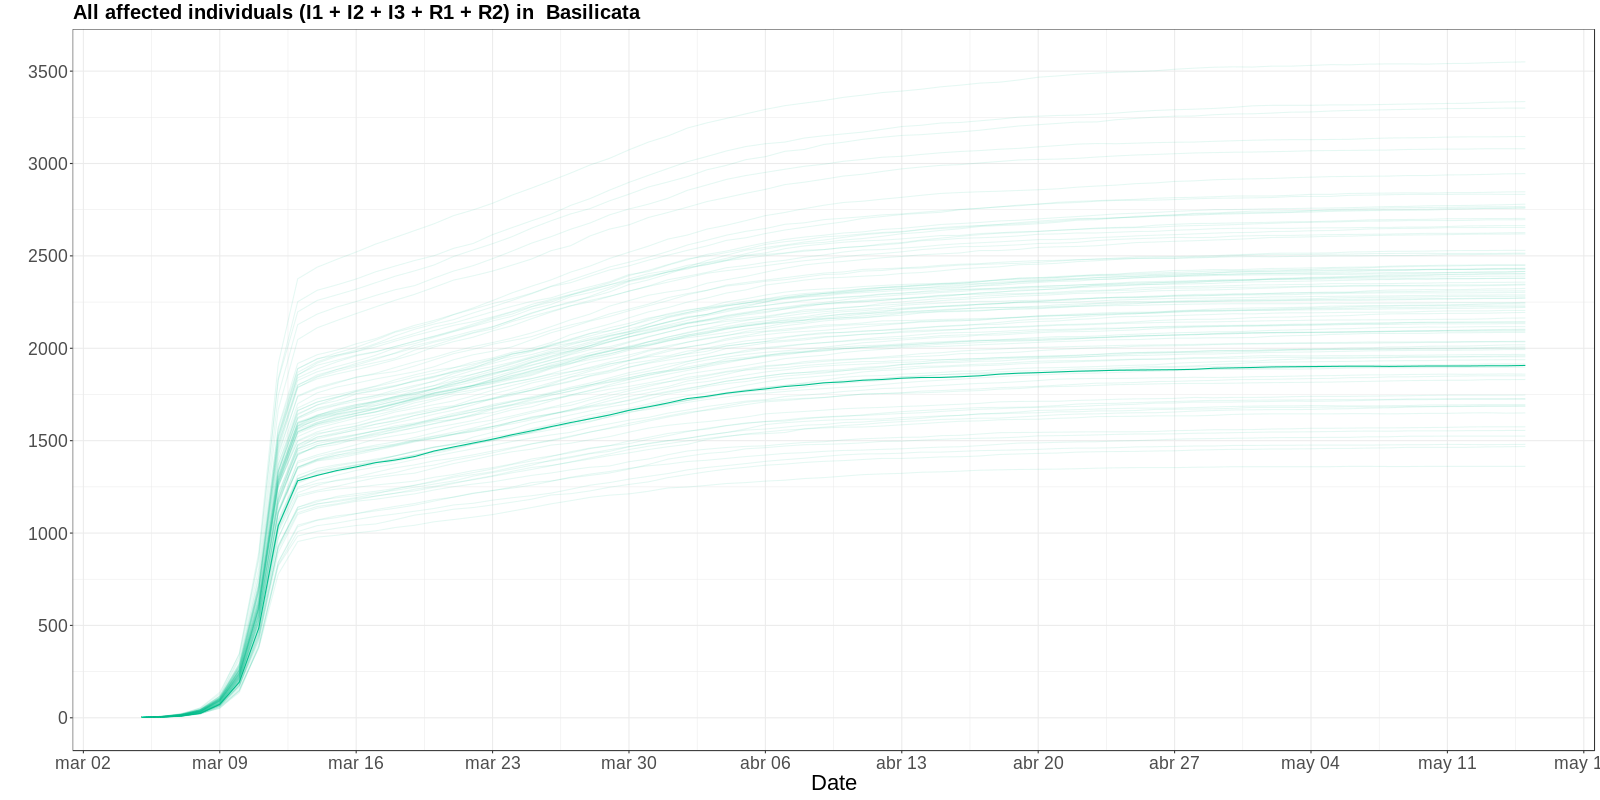 All affected individuals (I1 + I2 + I3 + R1 + R2) in  Basilicata
3500
3000
2500
2000
1500
1000
500
0
mar 02 mar 09 mar 16 mar 23 mar 30 abr 06 abr 13 abr 20 abr 27 may 04 may 11 may 1
Date